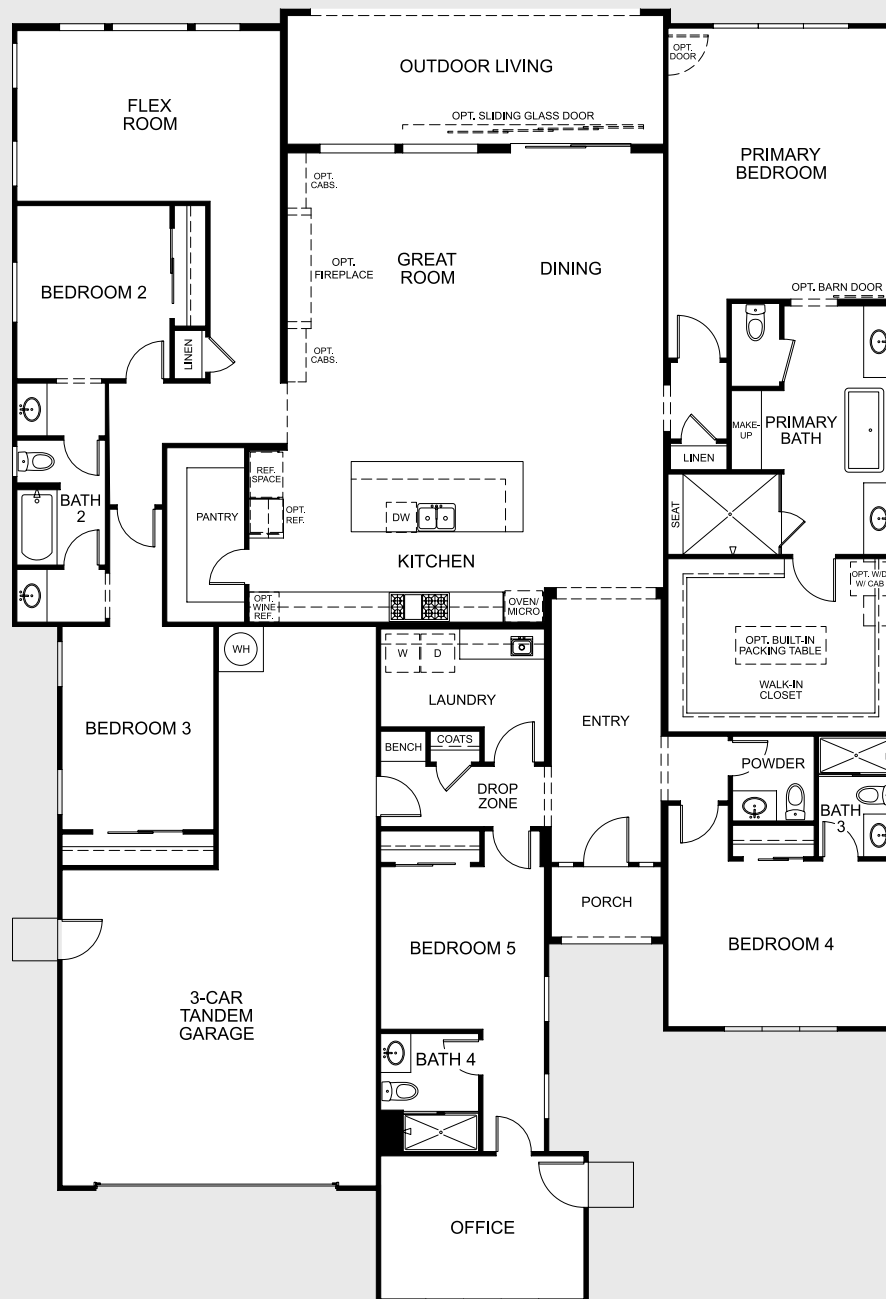 OUTDOOR LIVING
OPT. SLIDING GLASS DOOR
OPT.
DOOR
FLEX
ROOM
PRIMARY
BEDROOM
OPT.
CABS.
OPT.
FIREPLACE
GREAT
ROOM
DINING
BEDROOM 2
OPT. BARN DOOR
LINEN
OPT.
CABS.
MAKE-
UP
PRIMARY
BATH
LINEN
REF.
SPACE
OPT.
REF.
PANTRY
DW
SEAT
BATH
2
KITCHEN
OPT.
WINE
REF.
OVEN/
MICRO
OPT. W/D
W/ CAB
OPT. BUILT-IN
PACKING TABLE
WALK-IN
CLOSET
WH
W
D
LAUNDRY
ENTRY
BEDROOM 3
BENCH
COATS
DROP
ZONE
POWDER
BATH
3
PORCH
BEDROOM 5
BEDROOM 4
3-CAR
TANDEM
GARAGE
BATH 4
OFFICE